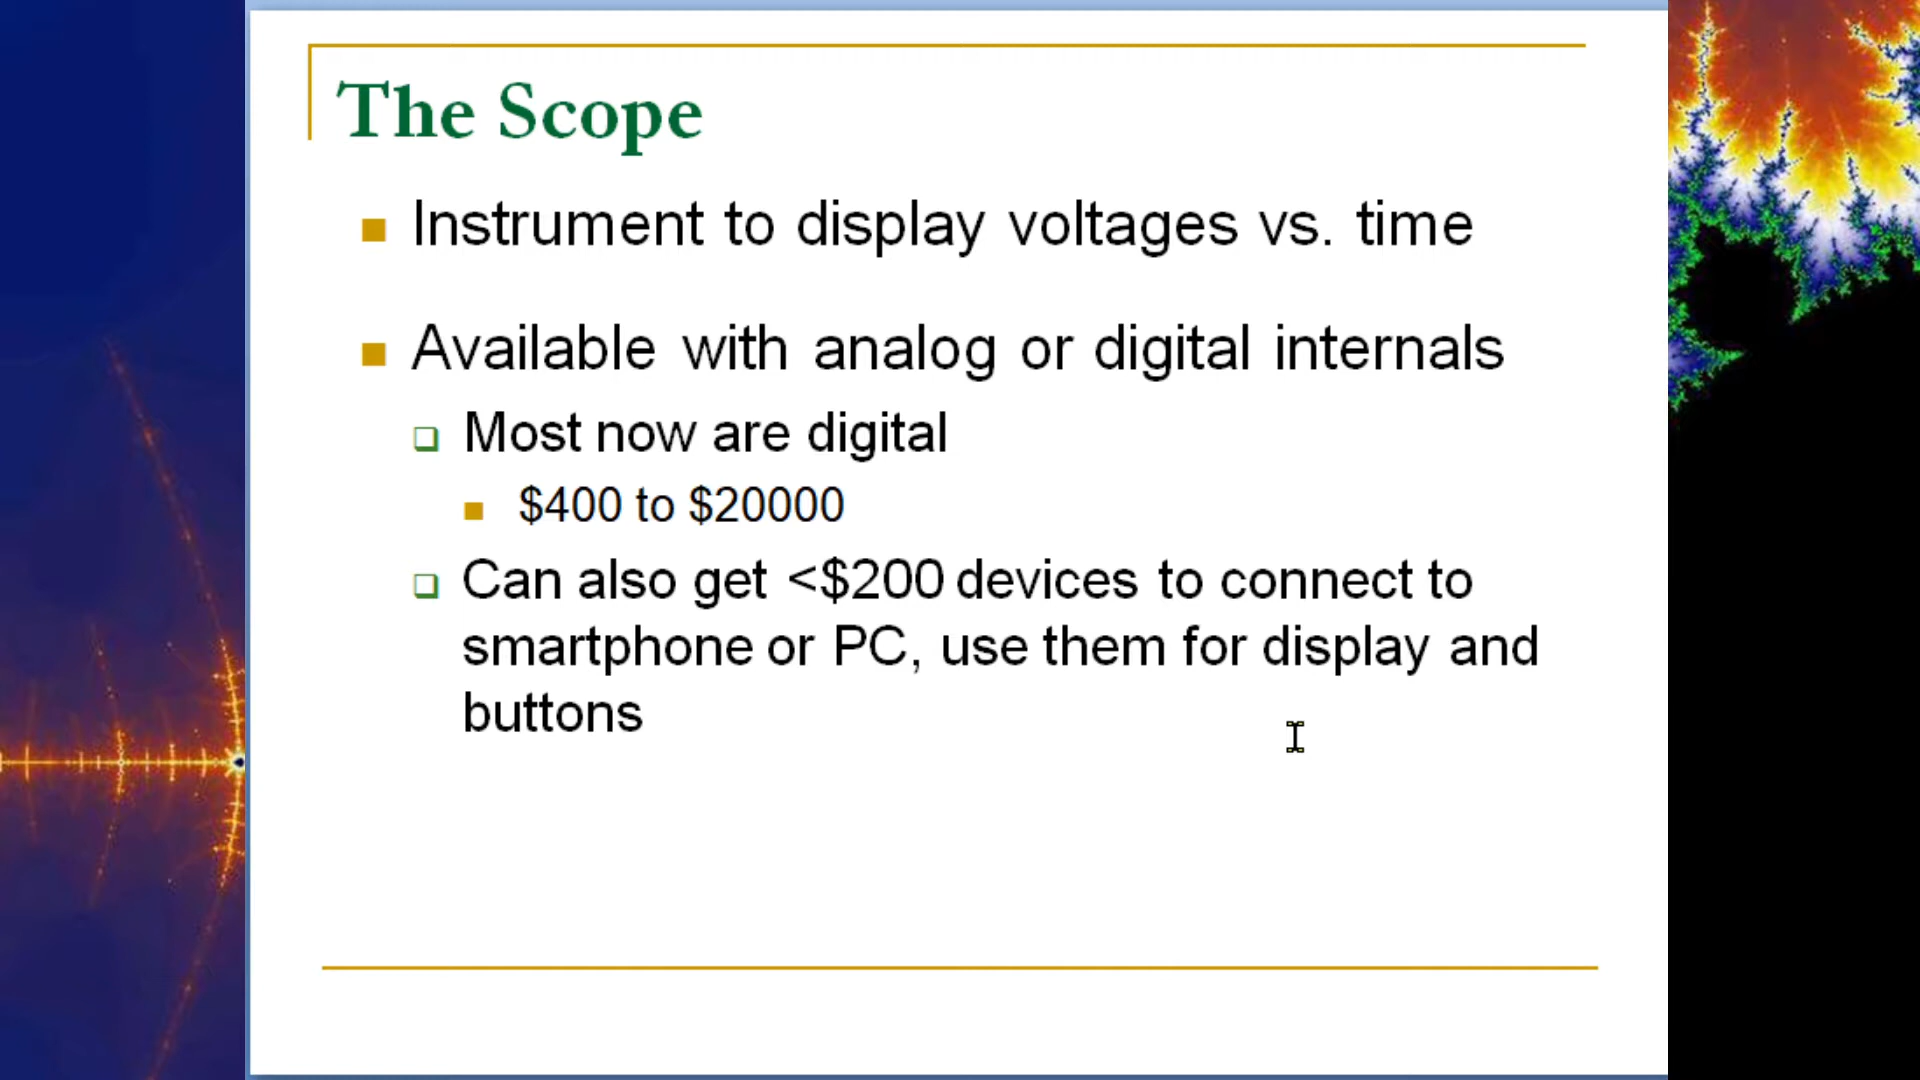 The Scope
Instrument to display voltages vs. time
Available with analog or digital internals
Most now are digital
$400 to $20000
Can also get <$200 devices to connect to
smartphone or PC, use them for display and
buttons